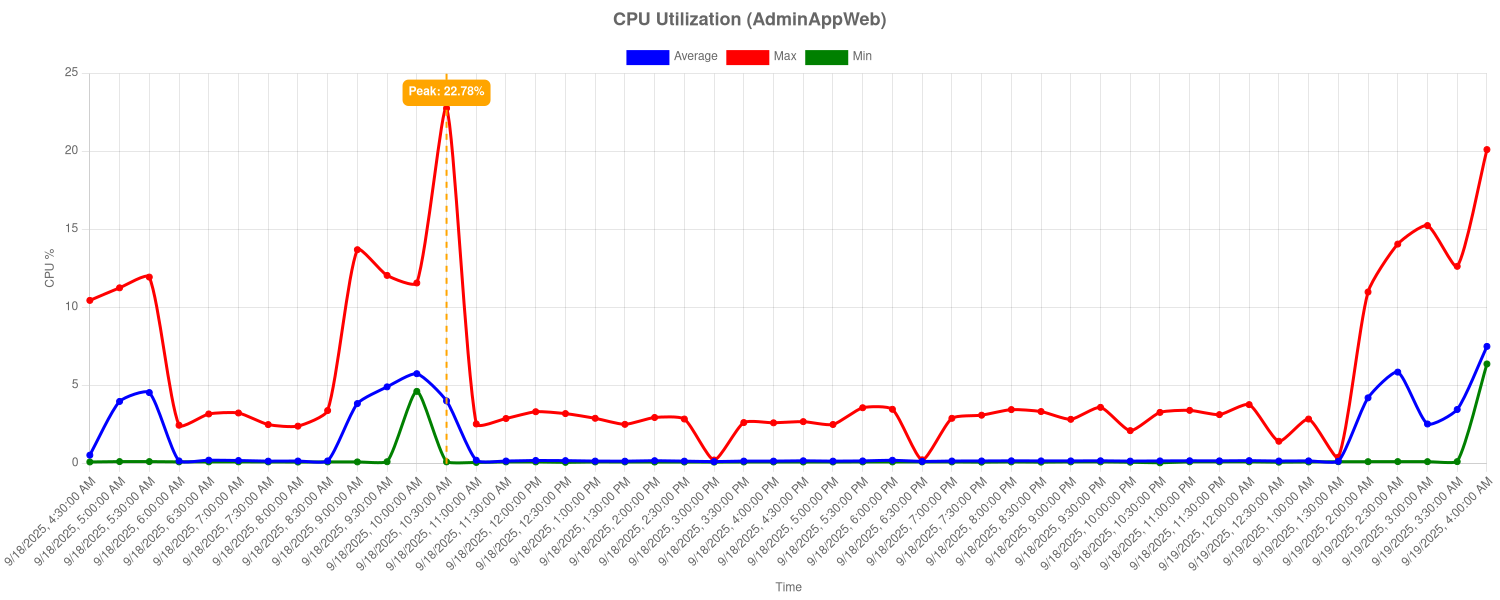 CPU Utilization (AdminAppWeb)
Average Max Min
Peak: 22.78%
25
20
15
10
5
0
CPU %
9/18/2025, 4:30:00 AM
9/18/2025, 5:00:00 AM
9/18/2025, 5:30:00 AM
9/18/2025, 6:00:00 AM
9/18/2025, 6:30:00 AM
9/18/2025, 7:00:00 AM
9/18/2025, 7:30:00 AM
9/18/2025, 8:00:00 AM
9/18/2025, 8:30:00 AM
9/18/2025, 9:00:00 AM
9/18/2025, 9:30:00 AM
9/18/2025, 10:00:00 AM
9/18/2025, 10:30:00 AM
9/18/2025, 11:00:00 AM
9/18/2025, 11:30:00 AM
9/18/2025, 12:00:00 PM
9/18/2025, 12:30:00 PM
9/18/2025, 1:00:00 PM
9/18/2025, 1:30:00 PM
9/18/2025, 2:00:00 PM
9/18/2025, 2:30:00 PM
9/18/2025, 3:00:00 PM
9/18/2025, 3:30:00 PM
9/18/2025, 4:00:00 PM
9/18/2025, 4:30:00 PM
9/18/2025, 5:00:00 PM
9/18/2025, 5:30:00 PM
9/18/2025, 6:00:00 PM
9/18/2025, 6:30:00 PM
9/18/2025, 7:00:00 PM
9/18/2025, 7:30:00 PM
9/18/2025, 8:00:00 PM
9/18/2025, 8:30:00 PM
9/18/2025, 9:00:00 PM
9/18/2025, 9:30:00 PM
9/18/2025, 10:00:00 PM
9/18/2025, 10:30:00 PM
9/18/2025, 11:00:00 PM
9/18/2025, 11:30:00 PM
9/19/2025, 12:00:00 AM
9/19/2025, 12:30:00 AM
9/19/2025, 1:00:00 AM
9/19/2025, 1:30:00 AM
9/19/2025, 2:00:00 AM
9/19/2025, 2:30:00 AM
9/19/2025, 3:00:00 AM
9/19/2025, 3:30:00 AM
9/19/2025, 4:00:00 AM
Time